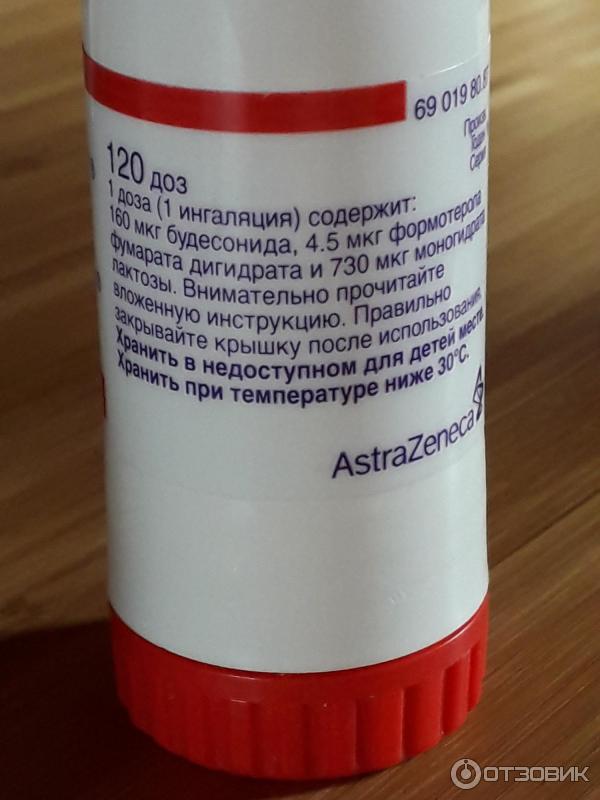 69 019 80.8
120 доз
1 доза (1 ингаляция) содержит:
160 мкг будесонида, 4.5 мкг формотерола
фумарата дигидрата и 730 мкг моногидрата
лактозы. Внимательно прочитайте
вложенную инструкцию. Правильно
закрывайте крышку после использования.
Хранить в недоступном для детей месте.
Хранить при температуре ниже 30°C.
AstraZeneca
ОТЗОВИК